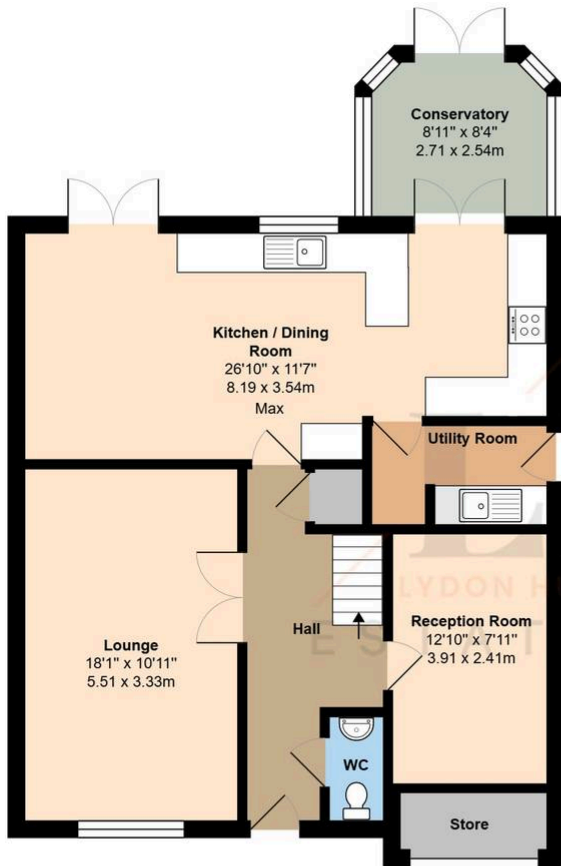 Conservatory
8'11" x 8'4"
2.71 x 2.54m
Kitchen / Dining
Room
26'10" x 11'7"
8.19 x 3.54m
Max
Utility Room
Lounge
18'1" x 10'11"
5.51 x 3.33m
Hall
Reception Room
12'10" x 7'11"
3.91 x 2.41m
WC
Store
L
LYDON H
ESTAT